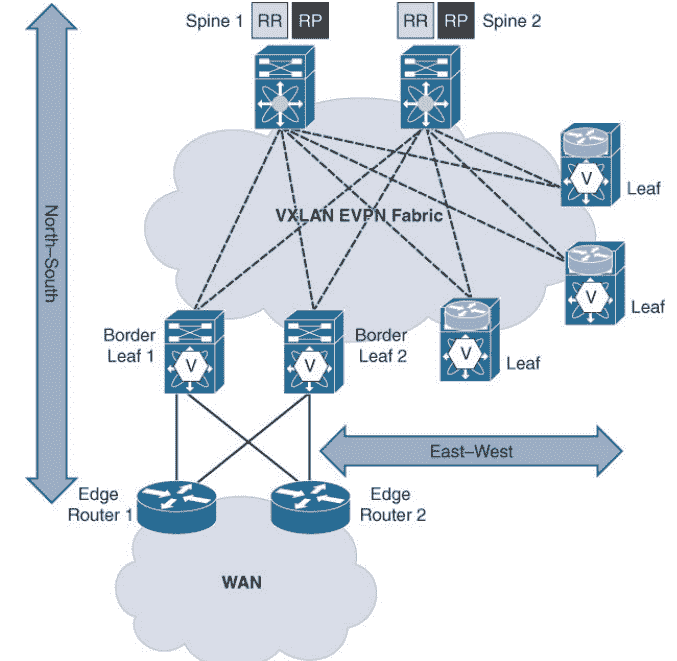 Spine 1
RR
RP
RR
RP
Spine 2
V
Leaf
VXLAN EVPN Fabric
North–South
V
Leaf
Border
Leaf 1
V
V
Border
Leaf 2
V
Leaf
East–West
Edge
Router 1
Edge
Router 2
WAN